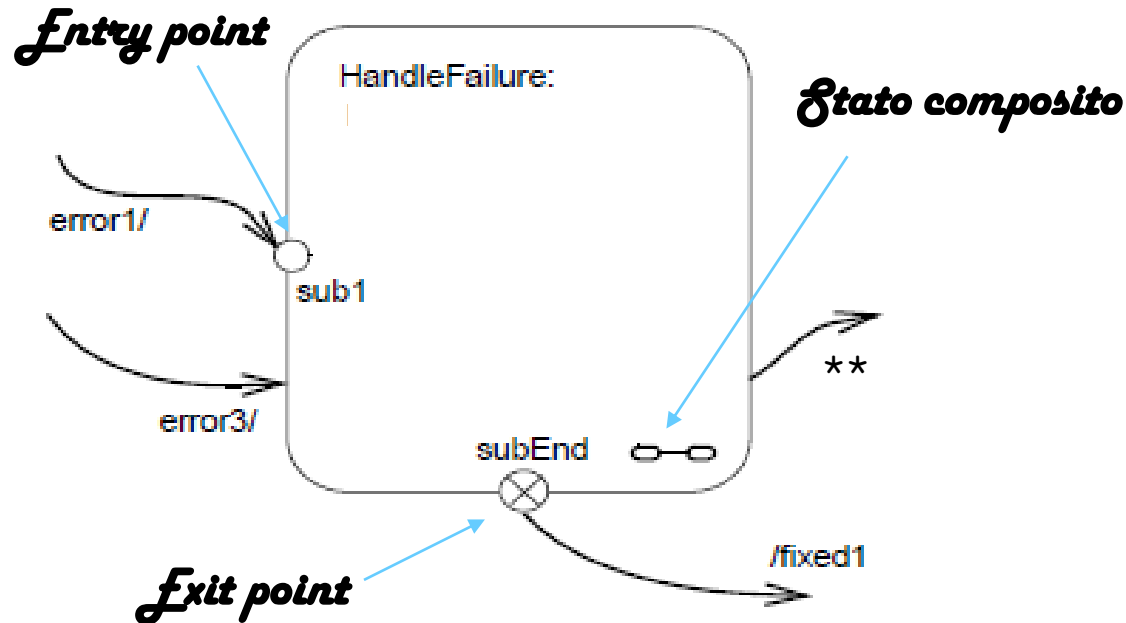 Entry point
HandleFailure:
Stato composito
error1/
sub1
**
error3/
subEnd
/fixed1
Exit point